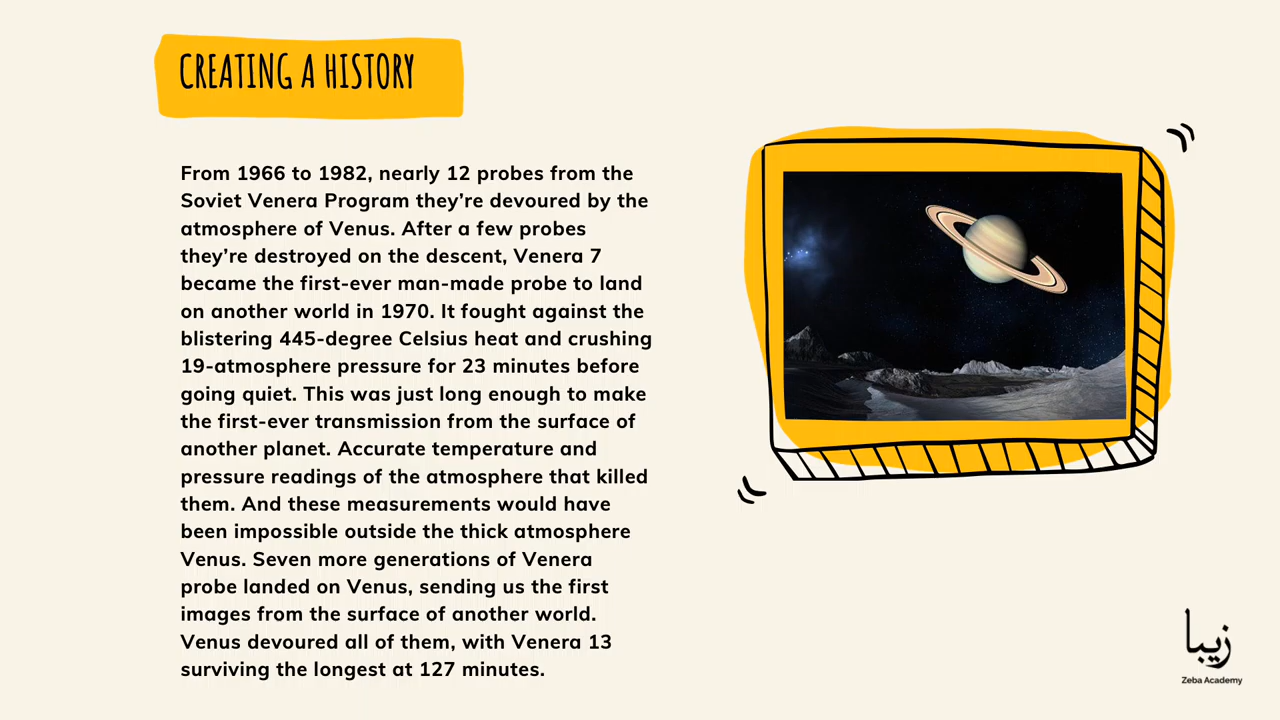 CREATING A HISTORY
From 1966 to 1982, nearly 12 probes from the
Soviet Venera Program they’re devoured by the
atmosphere of Venus. After a few probes
they’re destroyed on the descent, Venera 7
became the first-ever man-made probe to land
on another world in 1970. It fought against the
blistering 445-degree Celsius heat and crushing
19-atmosphere pressure for 23 minutes before
going quiet. This was just long enough to make
the first-ever transmission from the surface of
another planet. Accurate temperature and
pressure readings of the atmosphere that killed
them. And these measurements would have
been impossible outside the thick atmosphere
Venus. Seven more generations of Venera
probe landed on Venus, sending us the first
images from the surface of another world.
Venus devoured all of them, with Venera 13
surviving the longest at 127 minutes.
زیبا
Zeba Academy